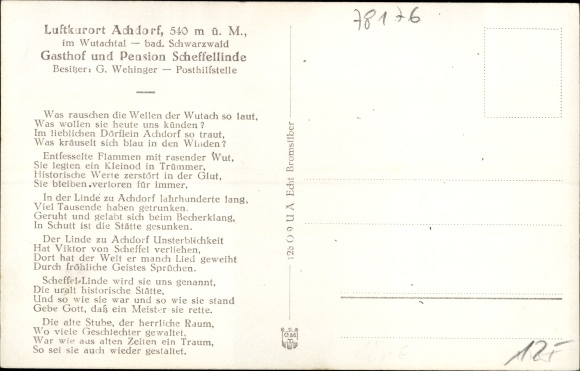 Luftkurort Achdorf, 540 m ü. M.,
im Wutachtal — bad. Schwarzwald
Gasthof und Pension Scheffellinde
Besitzer: G. Wehinger — Posthilfstelle
Was rauschen die Wellen der Wutach so laut,
Was wollen sie heute uns künden?
Im lieblichen Dörflein Achdorf so traut,
Was kräuselt sich blau in den Winden?
Entfesselte Flammen mit rasender Wut,
Sie legten ein Kleinod in Trümmer,
Historische Werte zerstört in der Glut,
Sie bleiben verloren für immer.
In der Linde zu Achdorf Jahrhunderte lang,
Viel Tausende haben getrunken.
Geruht und gelabt sich beim Becherklang,
In Schutt ist die Stätte gesunken.
Der Linde zu Achdorf Unsterblichkeit
Hat Viktor von Scheffel verliehen,
Dort hat der Welt er manch Lied geweiht
Durch fröhliche Geistes Sprüchen.
Scheffel-Linde wird sie uns genannt,
Die uralt historische Stätte,
Und so wie sie war und so wie sie stand
Gebe Gott, daß ein Meister sie rette.
Die alte Stube, der herrliche Raum,
Wo viele Geschlechter gewaltet,
War wie aus alten Zeiten ein Traum,
So sei sie auch wieder gestaltet.
125 O 9 U A Echt Bromsilber
78176
12,-